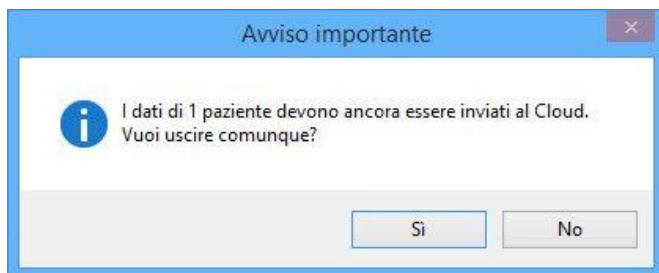 Avviso importante
I dati di 1 paziente devono ancora essere inviati al Cloud.
Vuoi uscire comunque?
Sì
No